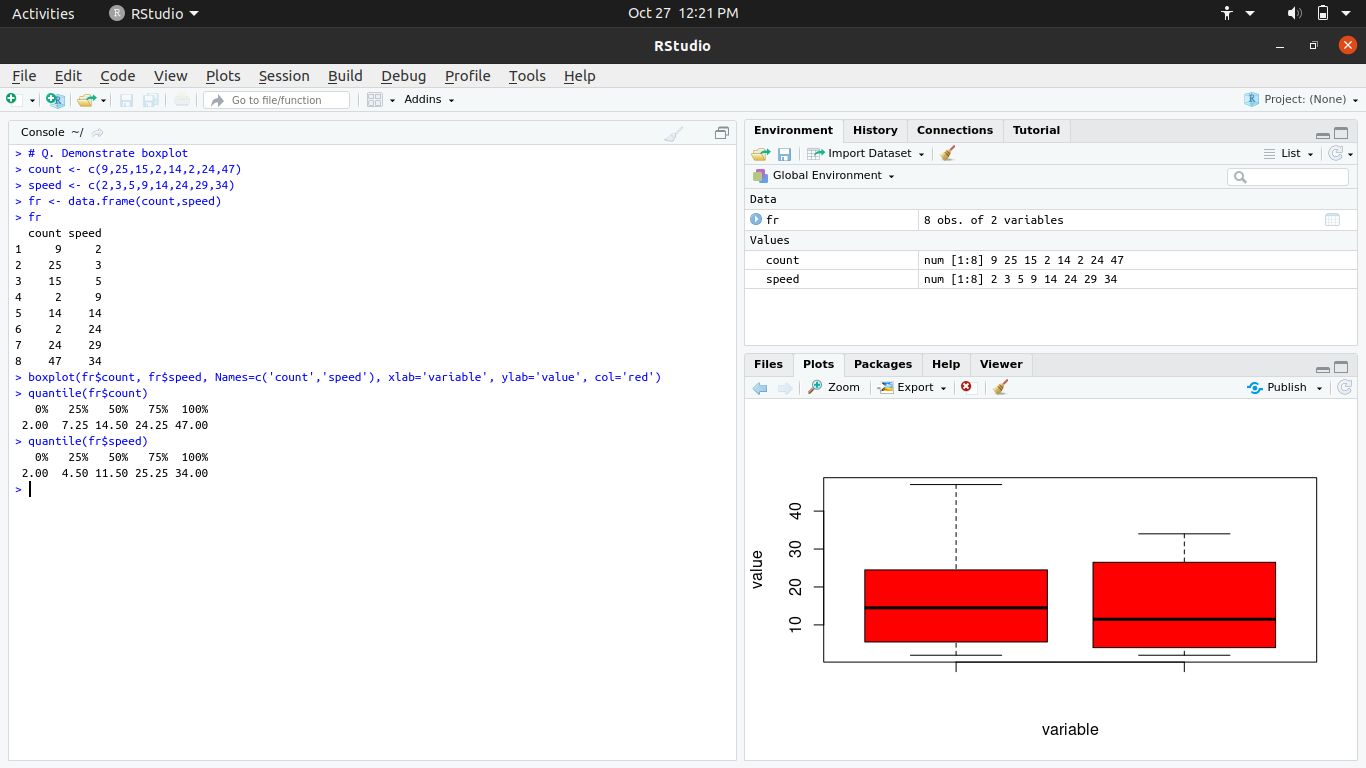 Activities RStudio Oct 27 12:21 PM
RStudio
File Edit Code View Plots Session Build Debug Profile Tools Help
Go to file/function Addins Project: (None)
Console ~/
> # Q. Demonstrate boxplot
> count <- c(9,25,15,2,14,2,24,47)
> speed <- c(2,3,5,9,14,24,29,34)
> fr <- data.frame(count,speed)
> fr
  count speed
1     9     2
2    25     3
3    15     5
4     2     9
5    14    14
6     2    24
7    24    29
8    47    34
> boxplot(fr$count, fr$speed, Names=c('count','speed'), xlab='variable', ylab='value', col='red')
> quantile(fr$count)
   0%   25%   50%   75%  100%
 2.00  7.25 14.50 24.25 47.00
> quantile(fr$speed)
   0%   25%   50%   75%  100%
 2.00  4.50 11.50 25.25 34.00
>
Environment History Connections Tutorial
Import Dataset List
Global Environment
Data
fr 8 obs. of 2 variables
Values
count num [1:8] 9 25 15 2 14 2 24 47
speed num [1:8] 2 3 5 9 14 24 29 34
Files Plots Packages Help Viewer
Zoom Export Publish
value
40
30
20
10
variable